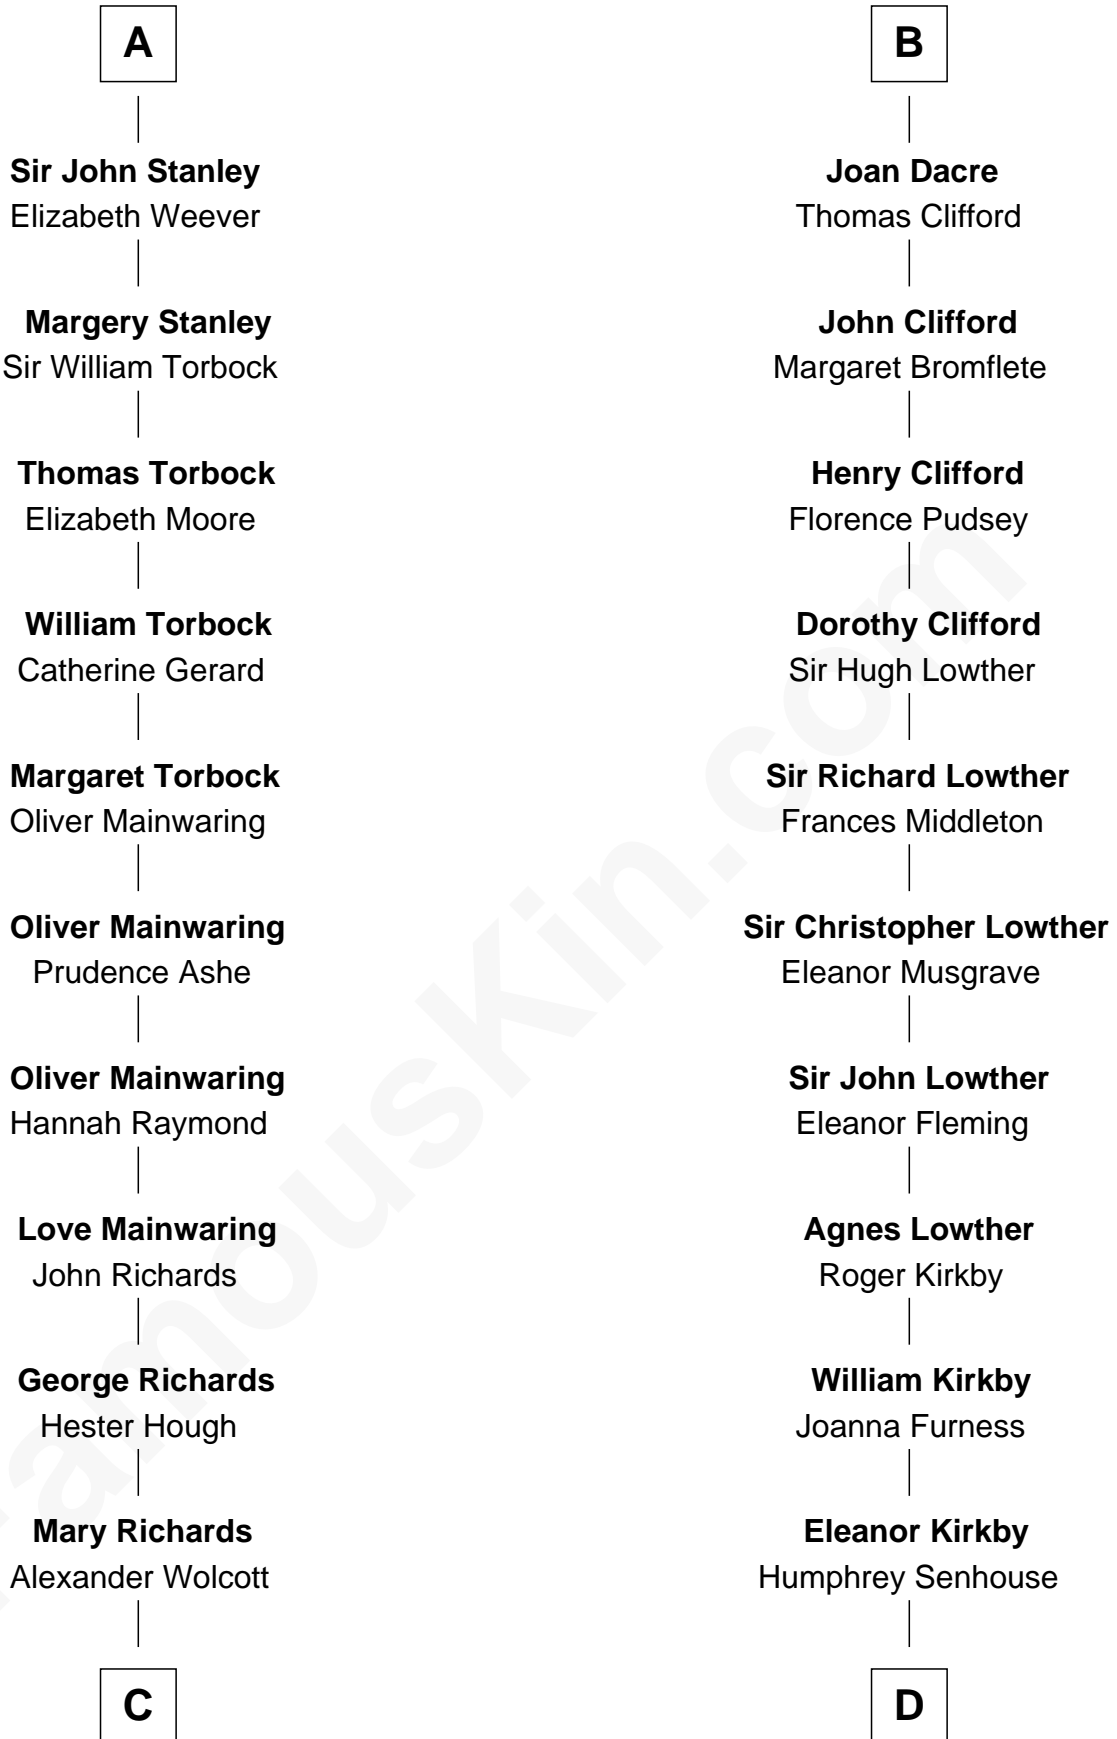 A
Sir John Stanley
Elizabeth Weever
Margery Stanley
Sir William Torbock
Thomas Torbock
Elizabeth Moore
William Torbock
Catherine Gerard
Margaret Torbock
Oliver Mainwaring
Oliver Mainwaring
Prudence Ashe
Oliver Mainwaring
Hannah Raymond
Love Mainwaring
John Richards
George Richards
Hester Hough
Mary Richards
Alexander Wolcott
C
B
Joan Dacre
Thomas Clifford
John Clifford
Margaret Bromflete
Henry Clifford
Florence Pudsey
Dorothy Clifford
Sir Hugh Lowther
Sir Richard Lowther
Frances Middleton
Sir Christopher Lowther
Eleanor Musgrave
Sir John Lowther
Eleanor Fleming
Agnes Lowther
Roger Kirkby
William Kirkby
Joanna Furness
Eleanor Kirkby
Humphrey Senhouse
D
FamousKin.com